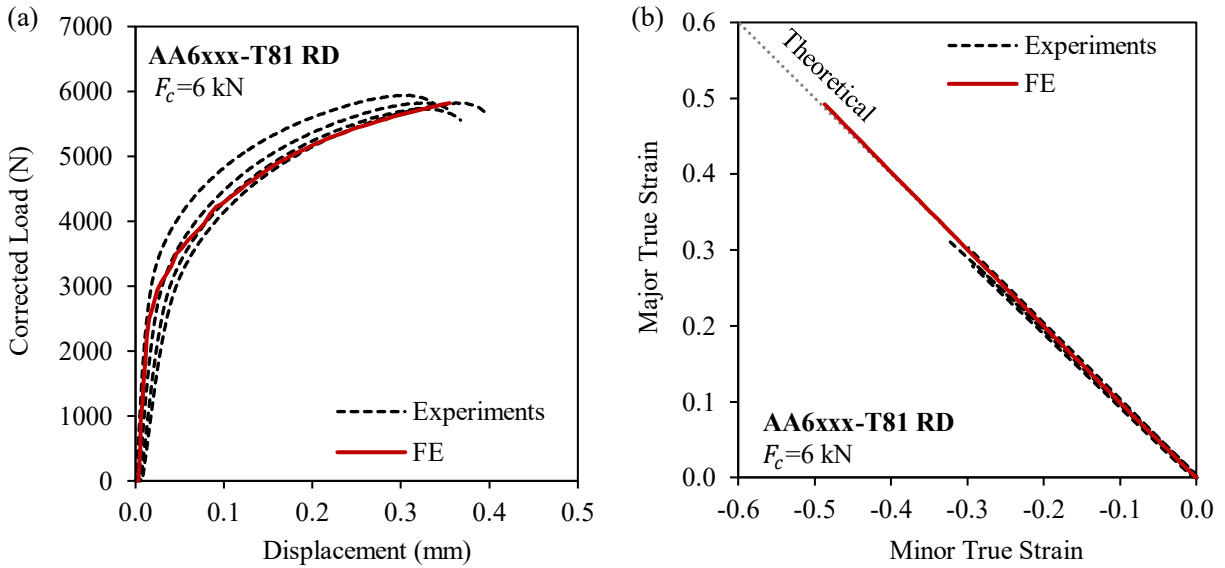 (a)
7000
6000
5000
4000
3000
2000
1000
0
Corrected Load (N)
AA6xxx-T81 RD
F_c=6 kN
Experiments
FE
0.0 0.1 0.2 0.3 0.4 0.5
Displacement (mm)
(b)
0.6
0.5
0.4
0.3
0.2
0.1
0.0
Major True Strain
Theoretical
Experiments
FE
AA6xxx-T81 RD
F_c=6 kN
-0.6 -0.5 -0.4 -0.3 -0.2 -0.1 0.0
Minor True Strain